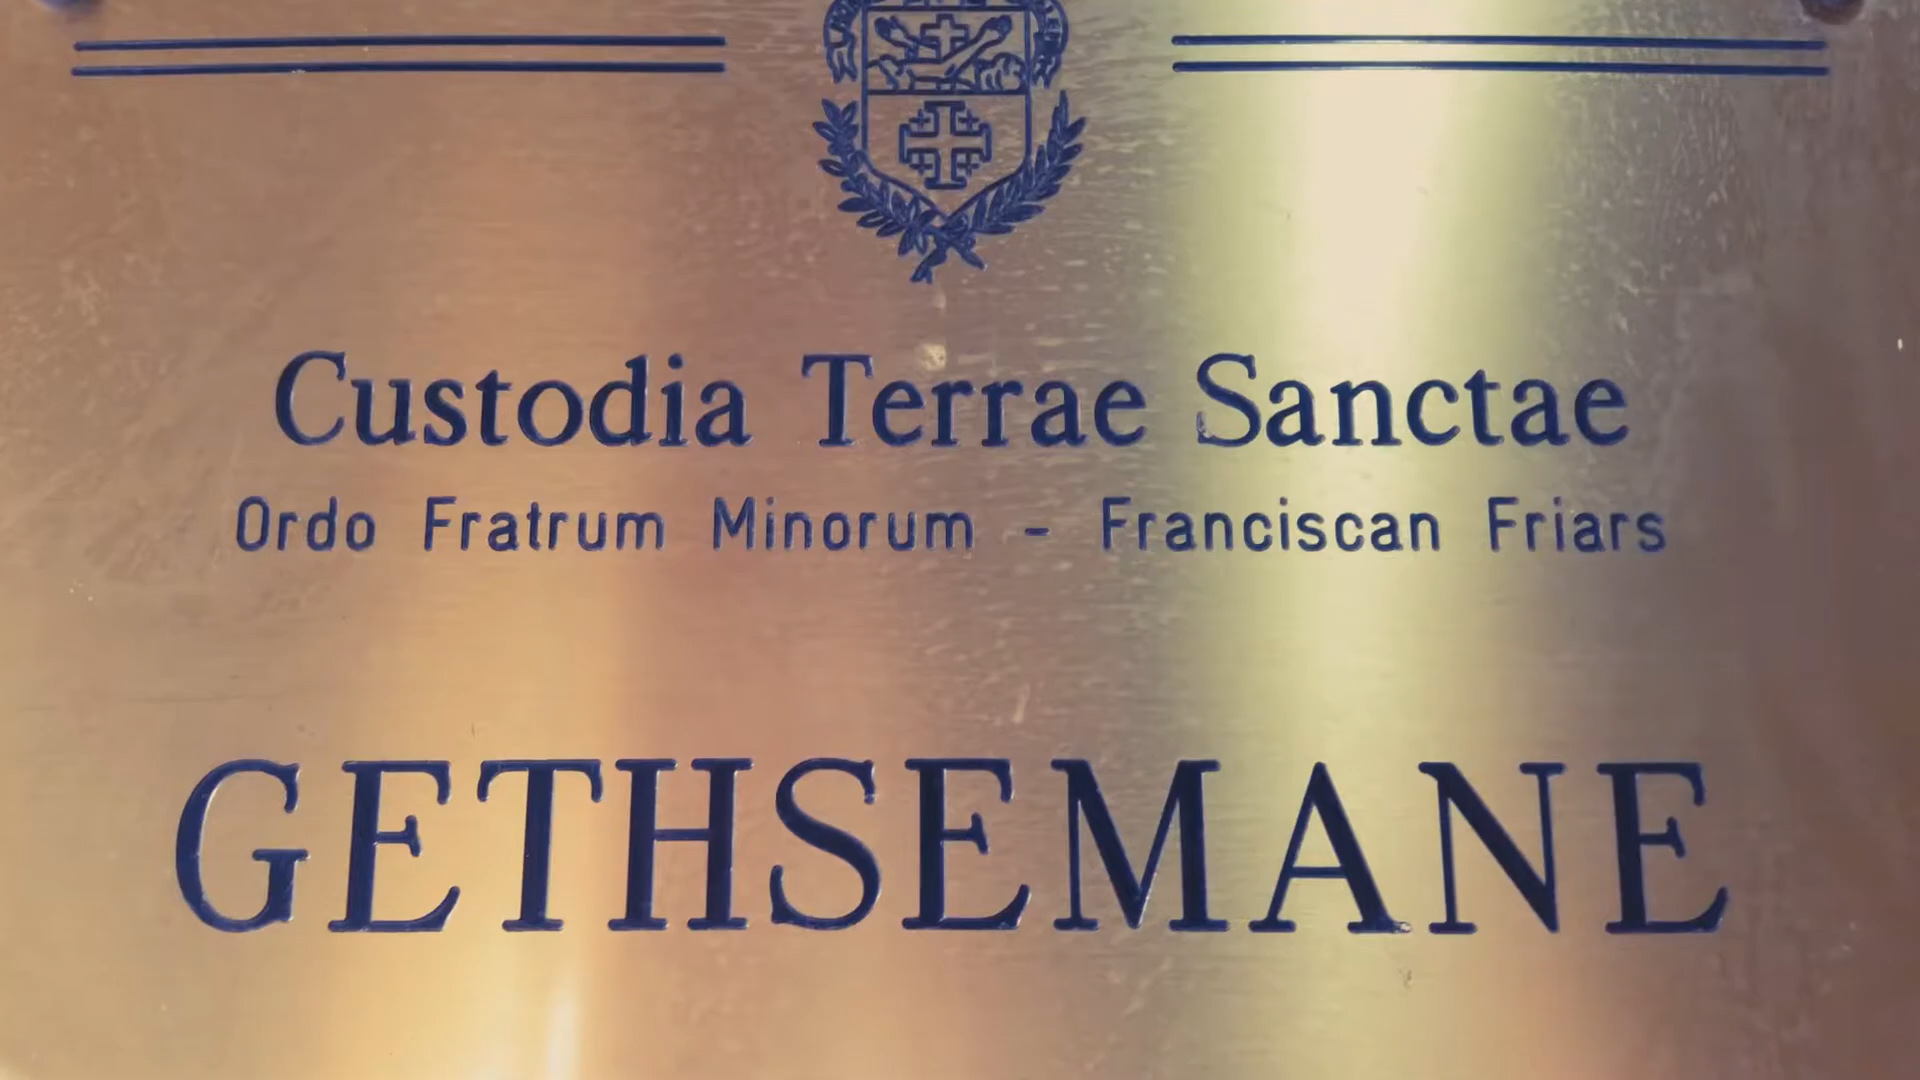 Custodia Terrae Sanctae
Ordo Fratrum Minorum - Franciscan Friars
GETHSEMANE